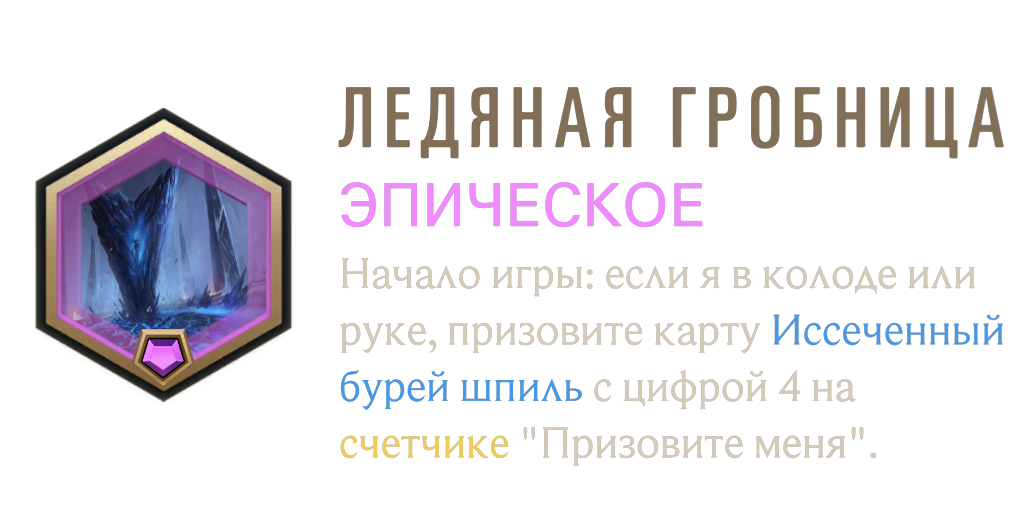 ЛЕДЯНАЯ ГРОБНИЦА
ЭПИЧЕСКОЕ
Начало игры: если я в колоде или
руке, призовите карту Иссеченный
бурей шпиль с цифрой 4 на
счетчике "Призовите меня".